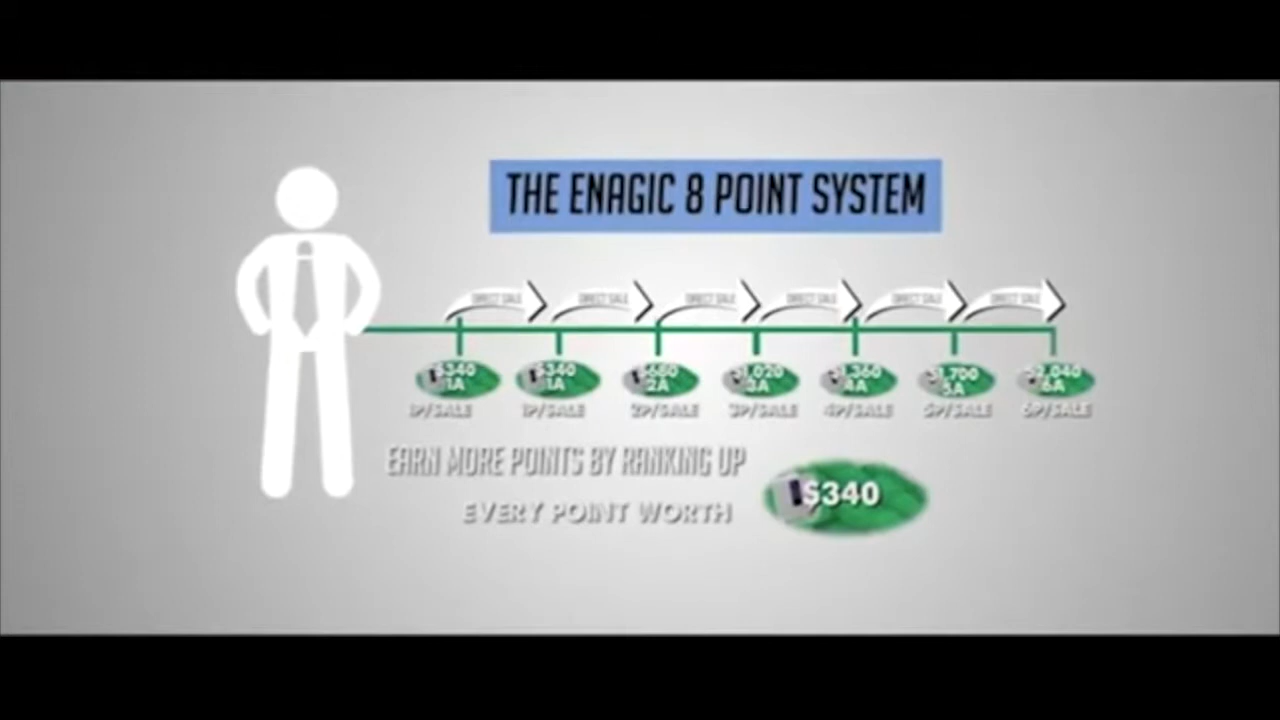 THE ENAGIC 8 POINT SYSTEM
DIRECT SALE DIRECT SALE DIRECT SALE DIRECT SALE DIRECT SALE DIRECT SALE
$340 $340 $680 $1,020 $1,360 $1,700 $2,040
1A 1A 2A 3A 4A 5A 6A
1P/SALE 1P/SALE 2P/SALE 3P/SALE 4P/SALE 5P/SALE 6P/SALE
EARN MORE POINTS BY RANKING UP
EVERY POINT WORTH
$340